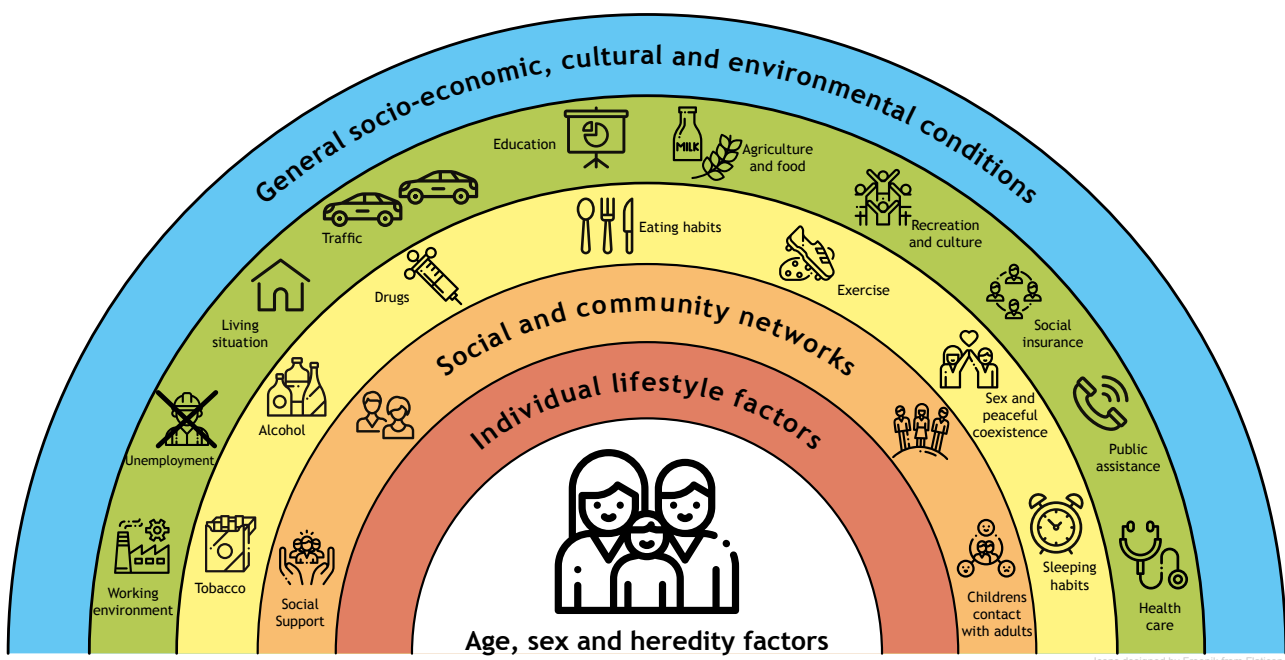 General socio-economic, cultural and environmental conditions
Education
MILK
Agriculture
and food
Traffic
Recreation
and culture
Eating habits
Drugs
Exercise
Living
situation
Social
insurance
Social and community networks
Individual lifestyle factors
Alcohol
Sex and
peaceful
coexistence
Unemployment
Public
assistance
Working
environment
Tobacco
Social
Support
Childrens
contact
with adults
Sleeping
habits
Health
care
Age, sex and heredity factors